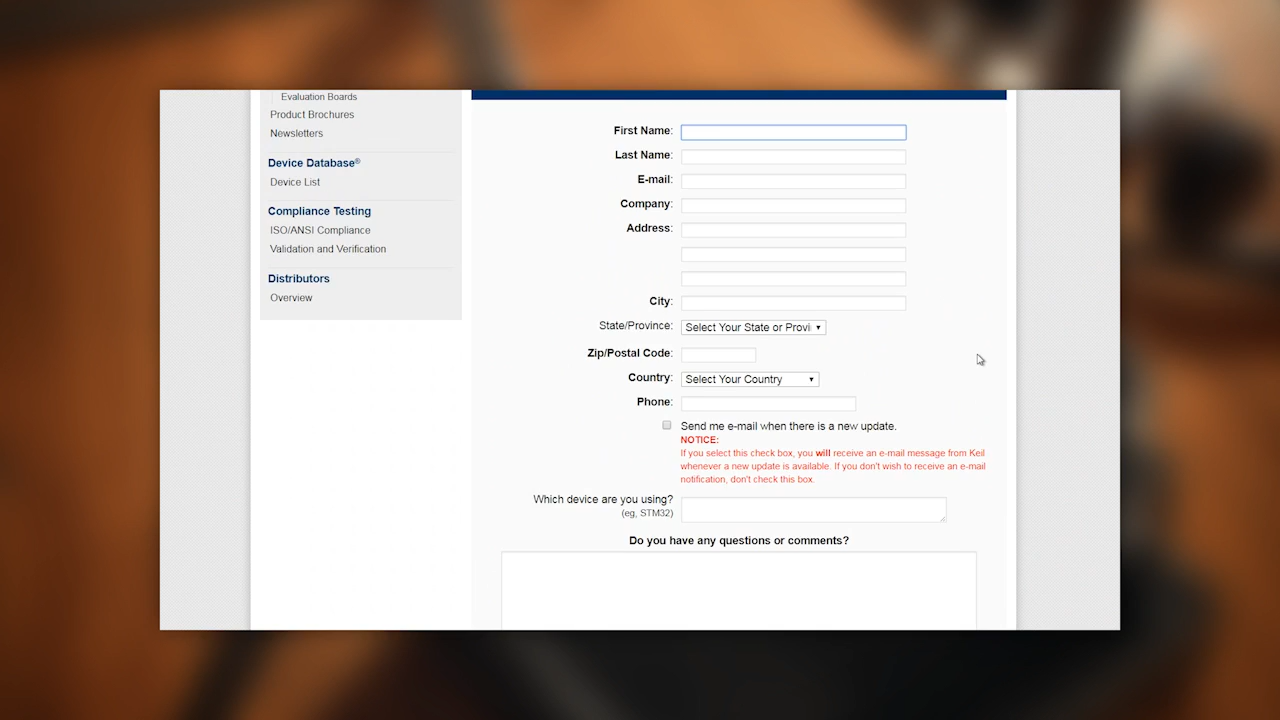 Evaluation Boards
Product Brochures
Newsletters
Device Database®
Device List
Compliance Testing
ISO/ANSI Compliance
Validation and Verification
Distributors
Overview
First Name:
Last Name:
E-mail:
Company:
Address:
City:
State/Province: Select Your State or Provi
Zip/Postal Code:
Country: Select Your Country
Phone:
Send me e-mail when there is a new update.
NOTICE:
If you select this check box, you will receive an e-mail message from Keil
whenever a new update is available. If you don't wish to receive an e-mail
notification, don't check this box.
Which device are you using?
(eg, STM32)
Do you have any questions or comments?